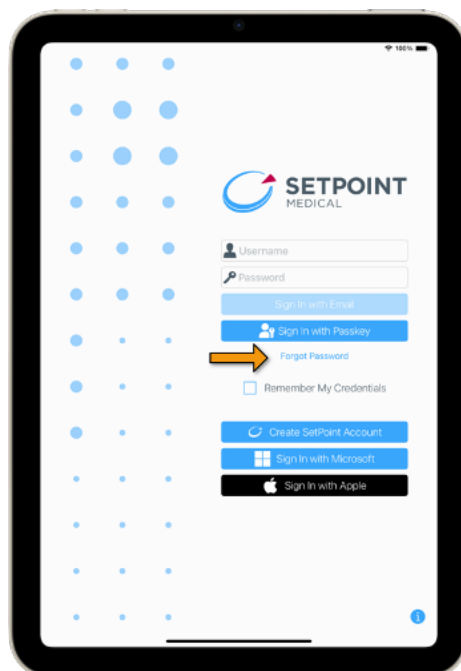 100%
SETPOINT
MEDICAL
Username
Password
Sign In with Email
Sign In with Passkey
Forgot Password
Remember My Credentials
Create SetPoint Account
Sign In with Microsoft
Sign In with Apple